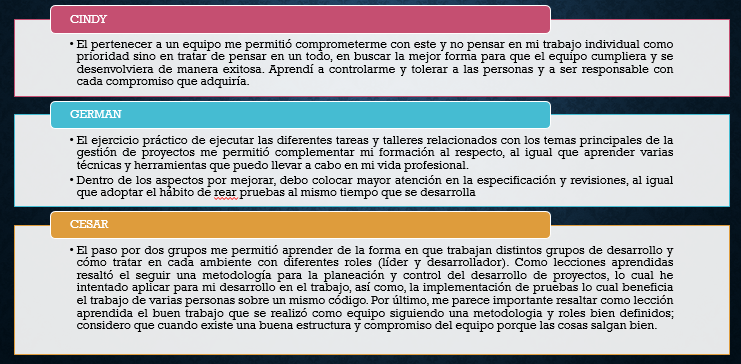 CINDY
• El pertenecer a un equipo me permitió comprometerme con este y no pensar en mi trabajo individual como
prioridad sino en tratar de pensar en un todo, en buscar la mejor forma para que el equipo cumpliera y se
desenvolviera de manera exitosa. Aprendí a controlarme y tolerar a las personas y a ser responsable con
cada compromiso que adquiría.
GERMAN
• El ejercicio práctico de ejecutar las diferentes tareas y talleres relacionados con los temas principales de la
gestión de proyectos me permitió complementar mi formación al respecto, al igual que aprender varias
técnicas y herramientas que puedo llevar a cabo en mi vida profesional.
• Dentro de los aspectos por mejorar, debo colocar mayor atención en la especificación y revisiones, al igual
que adoptar el hábito de rear pruebas al mismo tiempo que se desarrolla
CESAR
• El paso por dos grupos me permitió aprender de la forma en que trabajan distintos grupos de desarrollo y
cómo tratar en cada ambiente con diferentes roles (líder y desarrollador). Como lecciones aprendidas
resaltó el seguir una metodología para la planeación y control del desarrollo de proyectos, lo cual he
intentado aplicar para mi desarrollo en el trabajo, así como, la implementación de pruebas lo cual beneficia
el trabajo de varias personas sobre un mismo código. Por último, me parece importante resaltar como lección
aprendida el buen trabajo que se realizó como equipo siguiendo una metodologia y roles bien definidos;
considero que cuando existe una buena estructura y compromiso del equipo porque las cosas salgan bien.